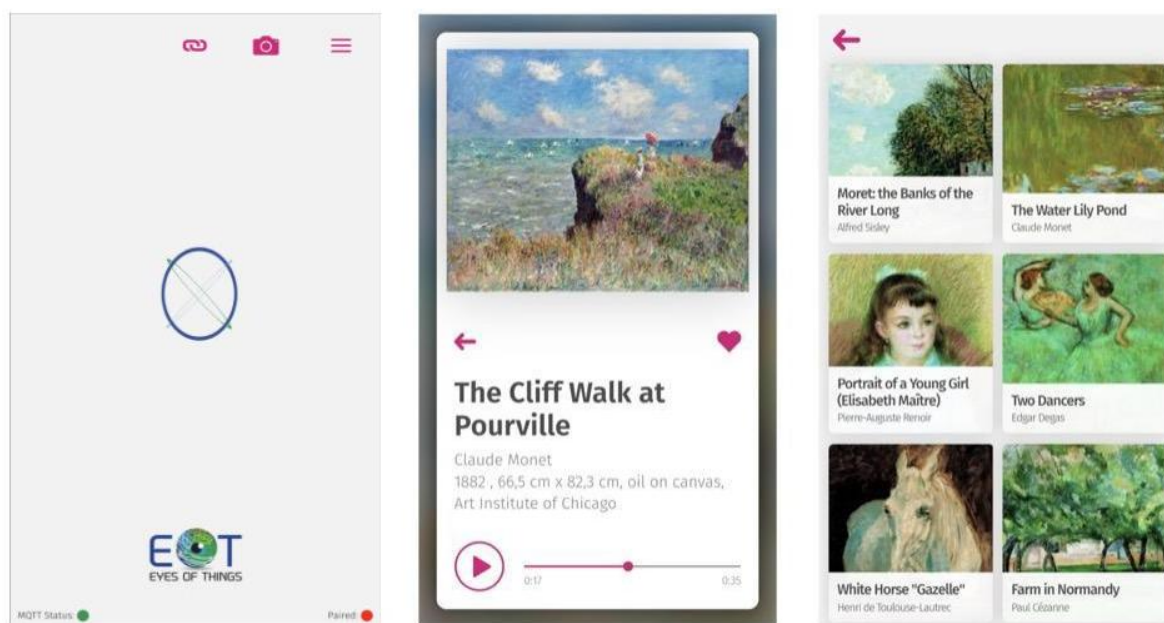 EOT
EYES OF THINGS
MQTT Status:
Paired:
The Cliff Walk at
Pourville
Claude Monet
1882 , 66,5 cm x 82,3 cm, oil on canvas,
Art Institute of Chicago
0:17
0:35
Moret: the Banks of the
River Long
Alfred Sisley
The Water Lily Pond
Claude Monet
Portrait of a Young Girl
(Elisabeth Maître)
Pierre-Auguste Renoir
Two Dancers
Edgar Degas
White Horse "Gazelle"
Henri de Toulouse-Lautrec
Farm in Normandy
Paul Cézanne